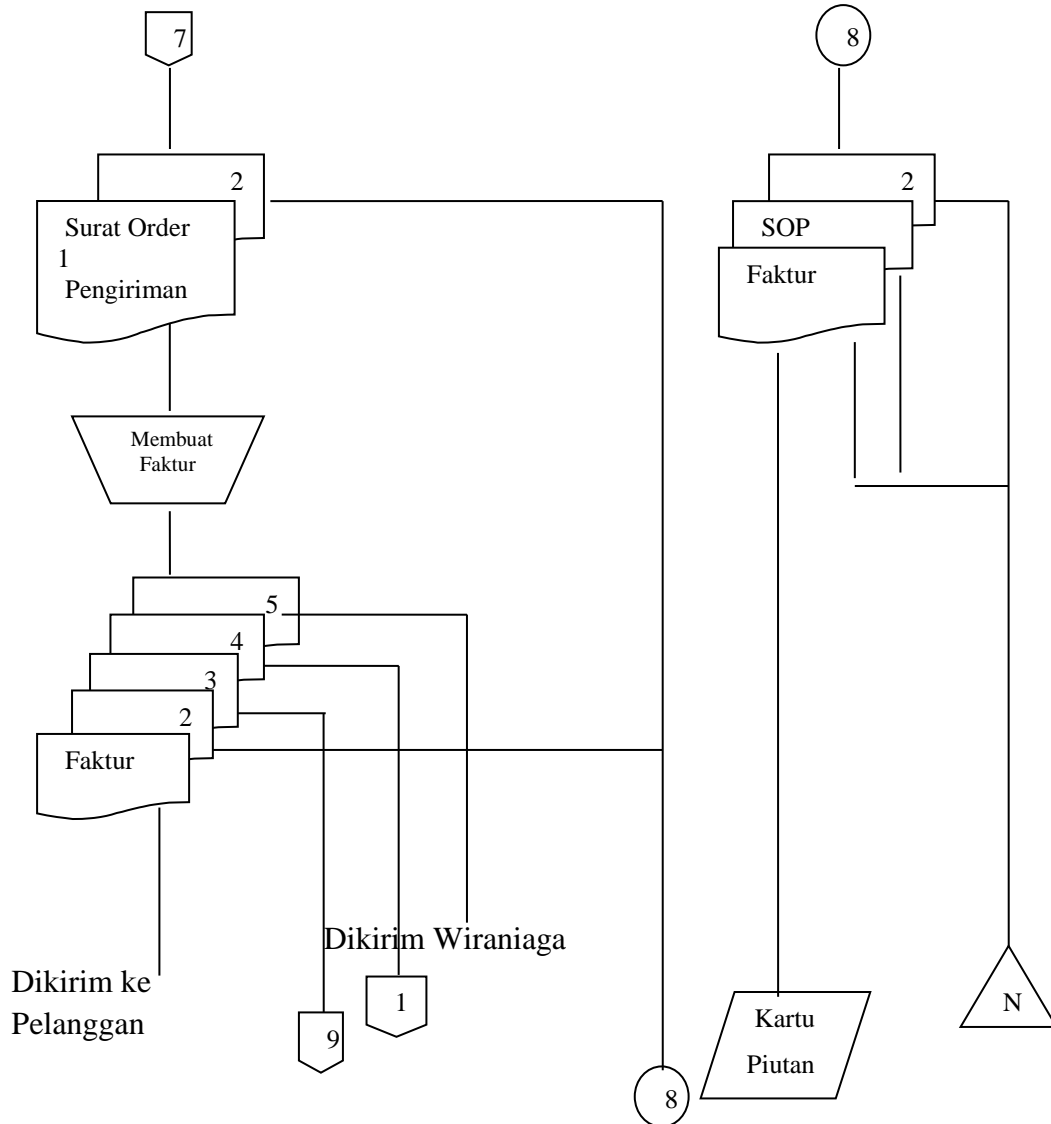 7
2
Surat Order
1
Pengiriman
Membuat
Faktur
5
4
3
2
Faktur
Dikirim Wiraniaga
Dikirim ke
Pelanggan
1
9
8
8
2
SOP
Faktur
Kartu
Piutan
N